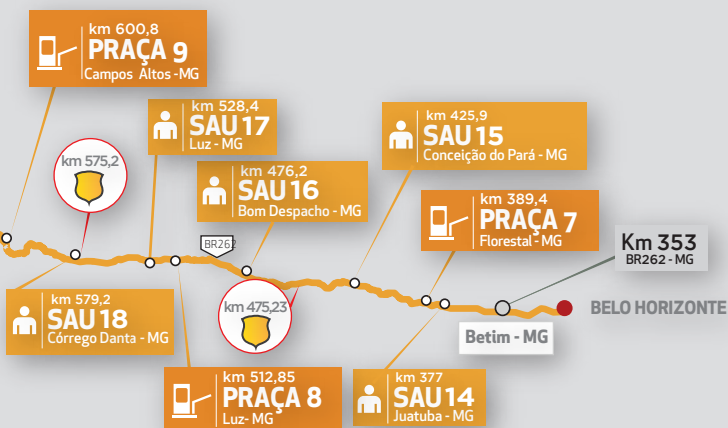 km 600,8
PRAÇA 9
Campos Altos - MG
km 528,4
SAU 17
Luz - MG
km 425,9
SAU 15
Conceição do Pará - MG
km 575,2
km 476,2
SAU 16
Bom Despacho - MG
km 389,4
PRAÇA 7
Florestal - MG
BR262
Km 353
BR262 - MG
km 579,2
SAU 18
Córrego Danta - MG
km 475,23
BELO HORIZONTE
Betim - MG
km 512,85
PRAÇA 8
Luz- MG
km 377
SAU 14
Juatuba - MG